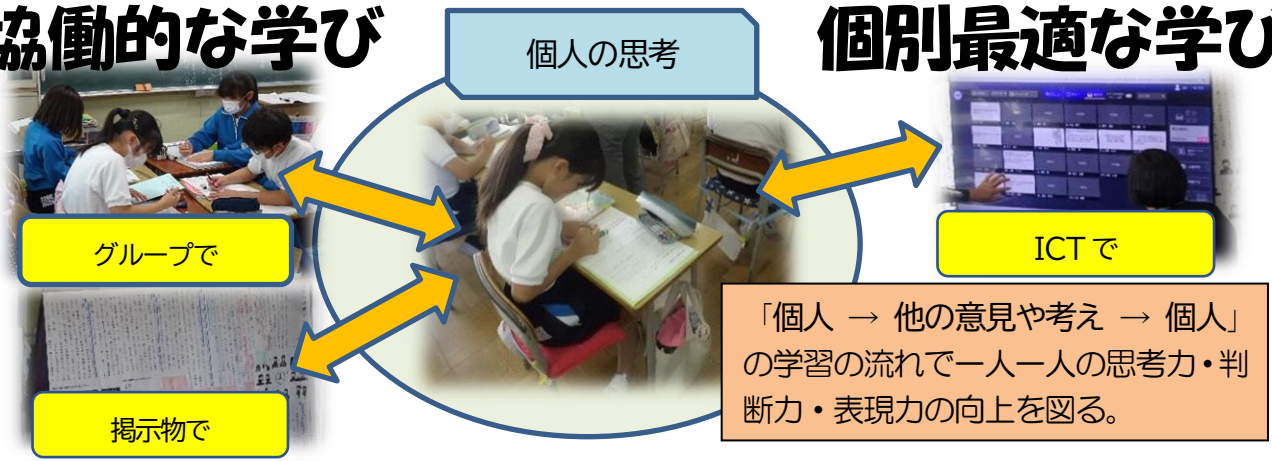 協働的な学び
個人の思考
個別最適な学び
グループで
ICTで
掲示物で
「個人 → 他の意見や考え → 個人」
の学習の流れで一人一人の思考力・判
断力・表現力の向上を図る。